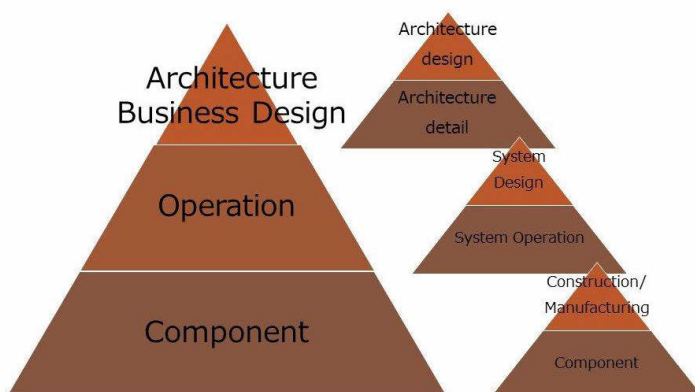 Architecture
Business Design
Operation
Component
Architecture
design
Architecture
detail
System
Design
System Operation
Construction/
Manufacturing
Component